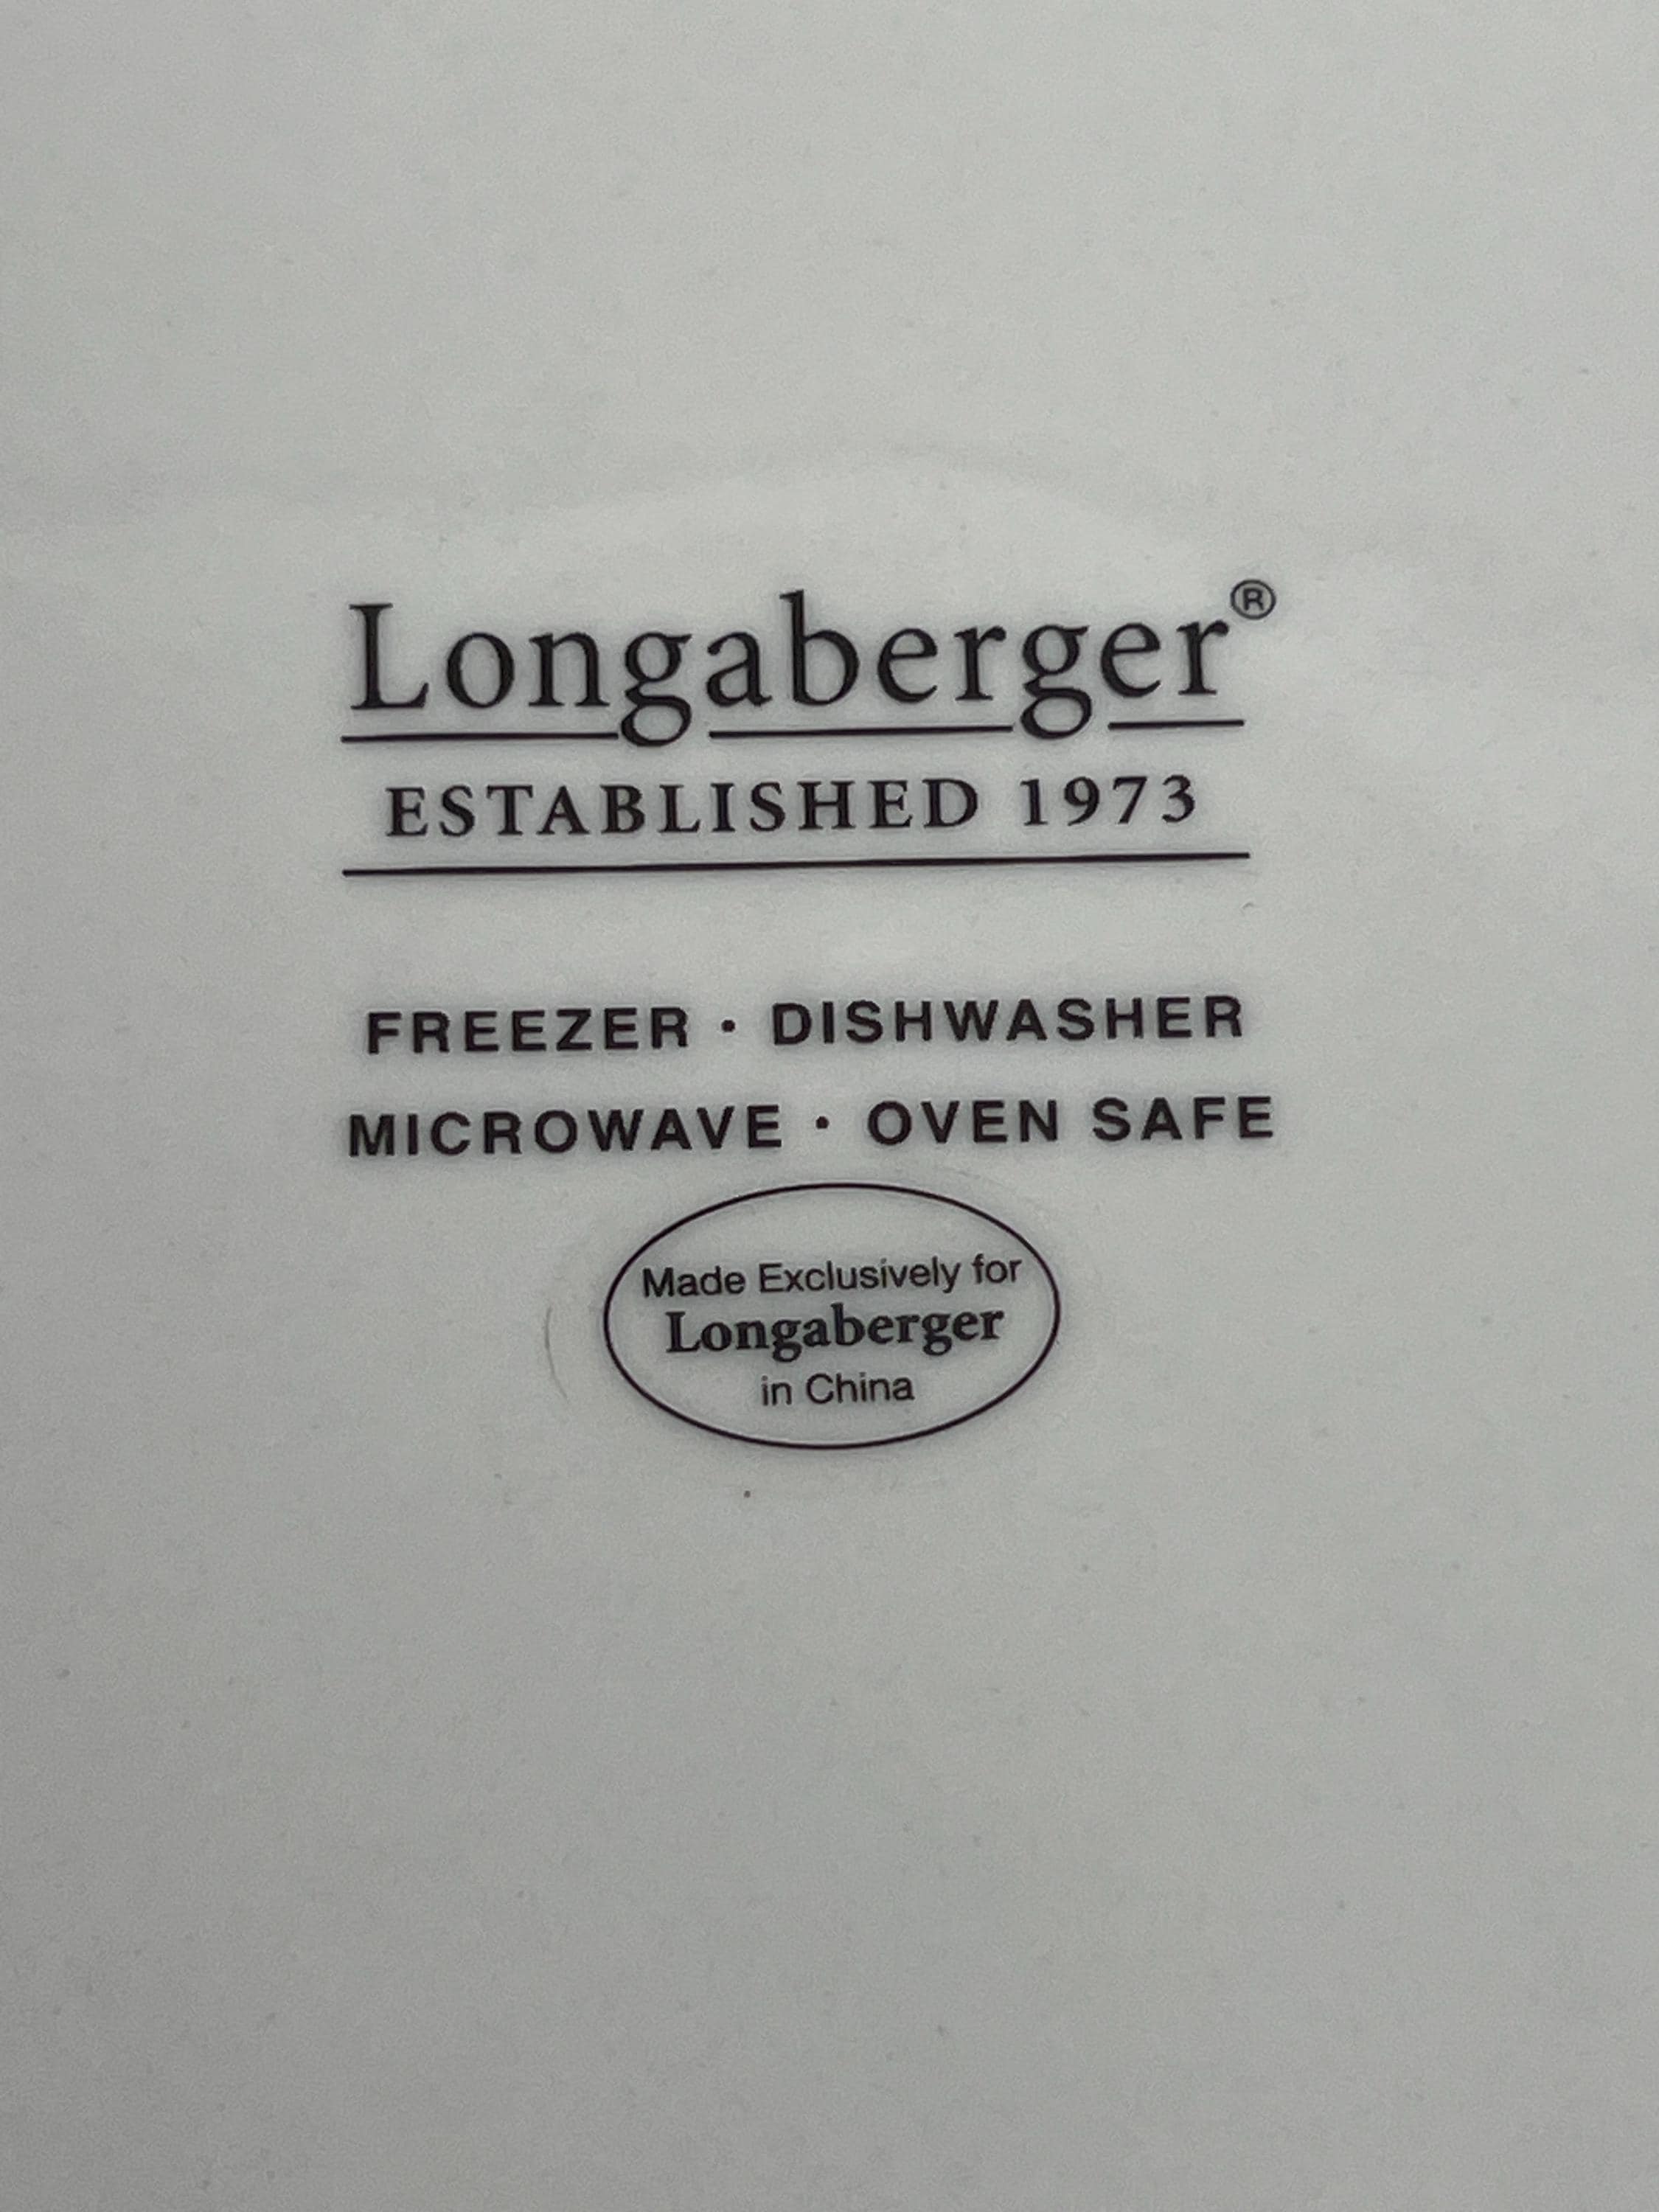 Longaberger®
ESTABLISHED 1973
FREEZER · DISHWASHER
MICROWAVE · OVEN SAFE
Made Exclusively for
Longaberger
in China